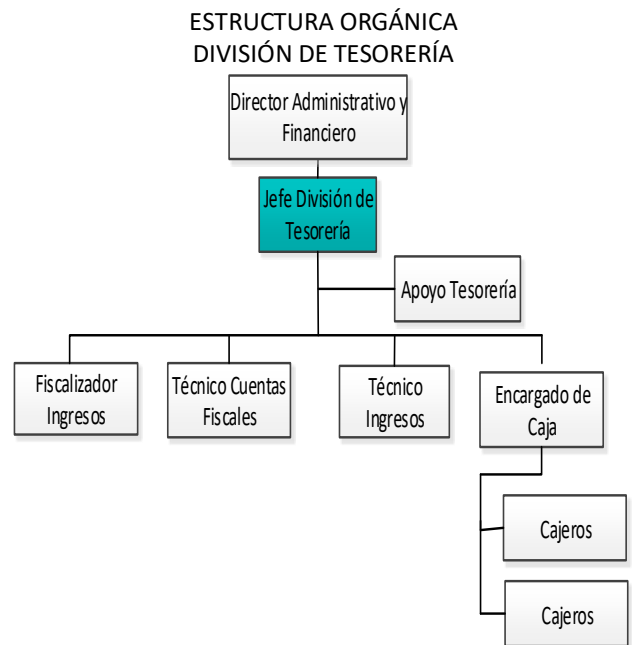 ESTRUCTURA ORGÁNICA
DIVISIÓN DE TESORERÍA
Director Administrativo y
Financiero
Jefe División de
Tesorería
Apoyo Tesorería
Fiscalizador
Ingresos
Técnico Cuentas
Fiscales
Técnico
Ingresos
Encargado de
Caja
Cajeros
Cajeros